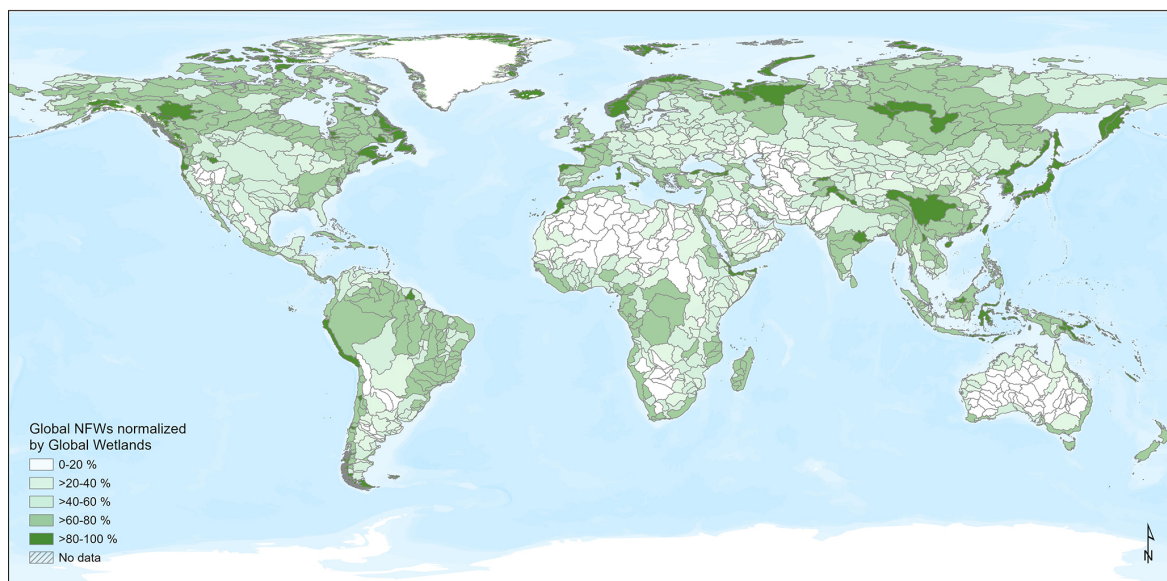 Global NFWs normalized
by Global Wetlands
0-20 %
>20-40 %
>40-60 %
>60-80 %
>80-100 %
No data
N